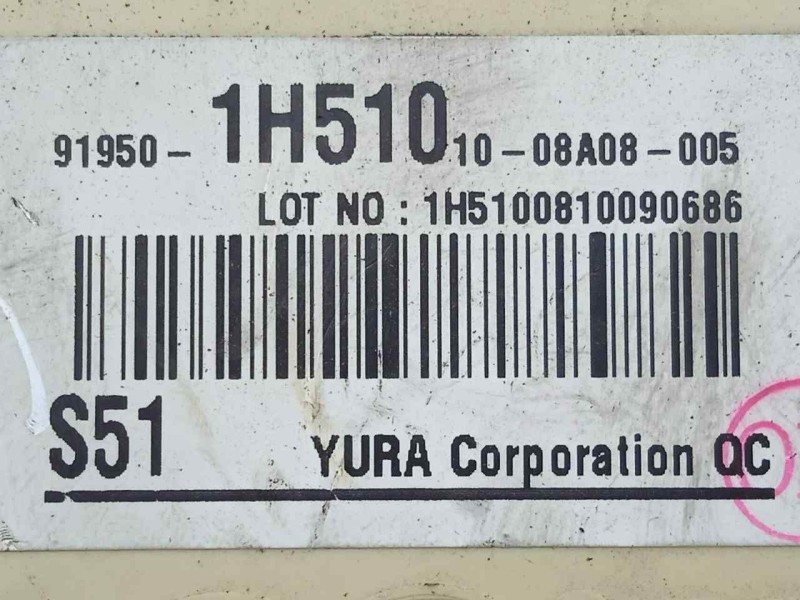 91950-1H510 10-08A08-005
LOT NO : 1H5100810090686
S51 YURA Corporation QC